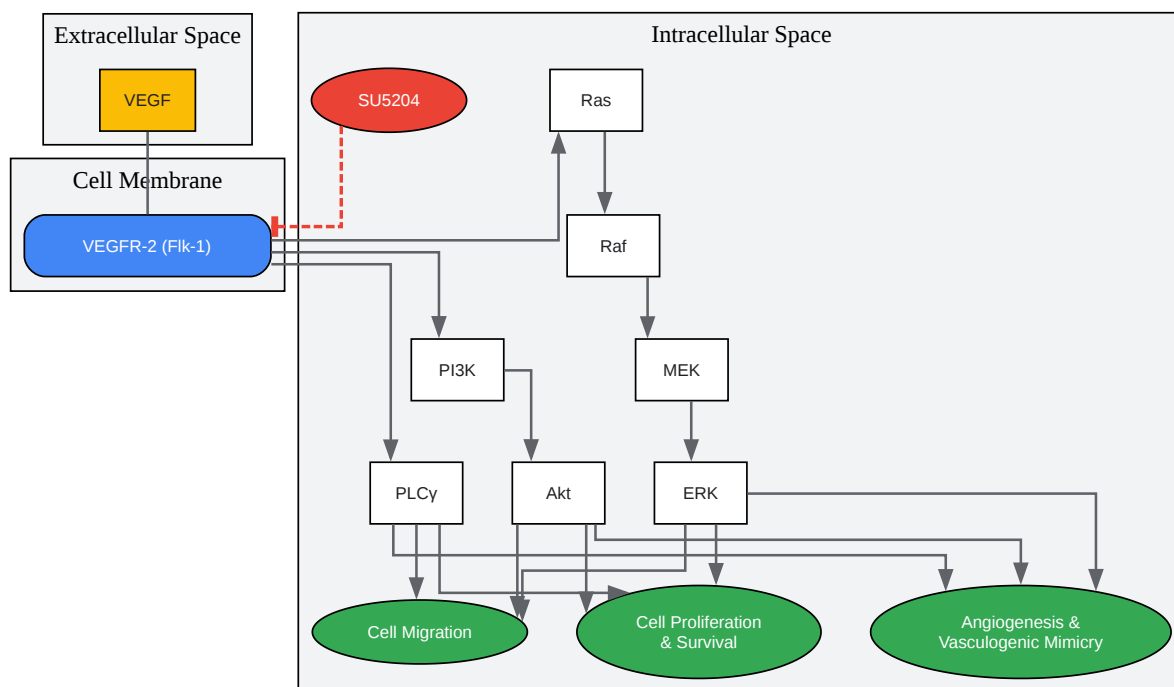 Extracellular Space
Intracellular Space
VEGF
SU5204
Ras
Cell Membrane
VEGFR-2 (Flk-1)
Raf
PI3K
MEK
PLCγ
Akt
ERK
Cell Migration
Cell Proliferation
& Survival
Angiogenesis &
Vasculogenic Mimicry